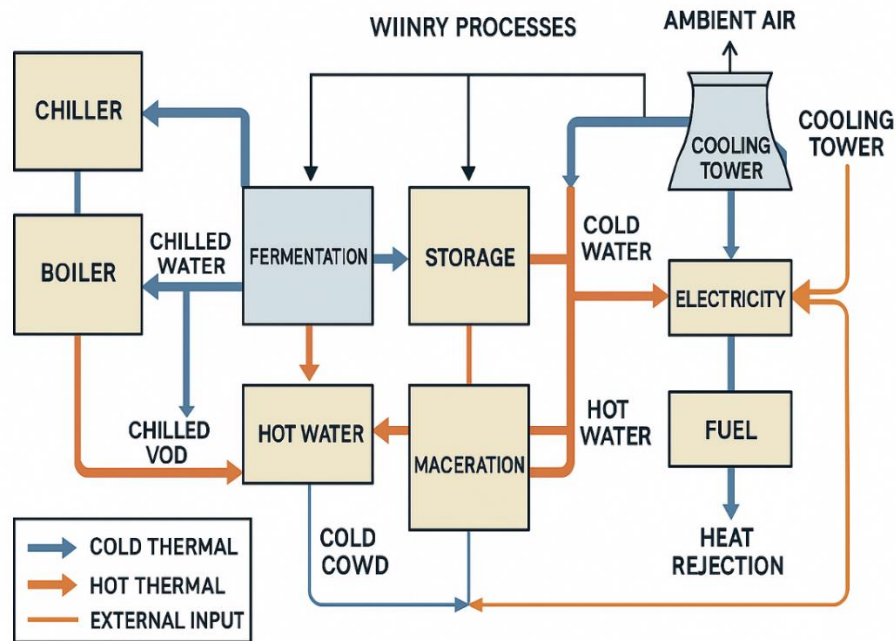 WIINRY PROCESSES
AMBIENT AIR
CHILLER
COOLING
TOWER
COOLING
TOWER
BOILER
CHILLED
WATER
FERMENTATION
STORAGE
COLD
WATER
ELECTRICITY
CHILLED
VOD
HOT WATER
MACERATION
HOT
WATER
FUEL
COLD
COWD
HEAT
REJECTION
COLD THERMAL
HOT THERMAL
EXTERNAL INPUT